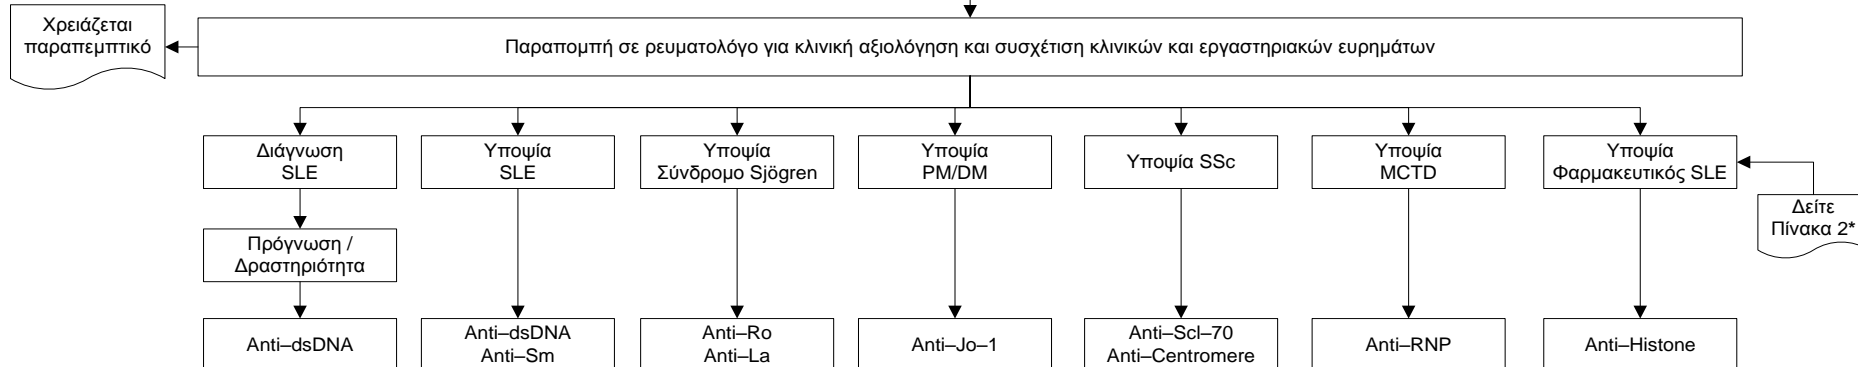 Χρειάζεται
παραπεμπτικό
Παραπομπή σε ρευματολόγο για κλινική αξιολόγηση και συσχέτιση κλινικών και εργαστηριακών ευρημάτων
Διάγνωση
SLE
Υποψία
SLE
Υποψία
Σύνδρομο Sjögren
Υποψία
PM/DM
Υποψία SSc
Υποψία
MCTD
Υποψία
Φαρμακευτικός SLE
Δείτε
Πίνακα 2*
Πρόγνωση /
Δραστηριότητα
Anti–dsDNA
Anti–dsDNA
Anti–Sm
Anti–Ro
Anti–La
Anti–Jo–1
Anti–Scl–70
Anti–Centromere
Anti–RNP
Anti–Histone